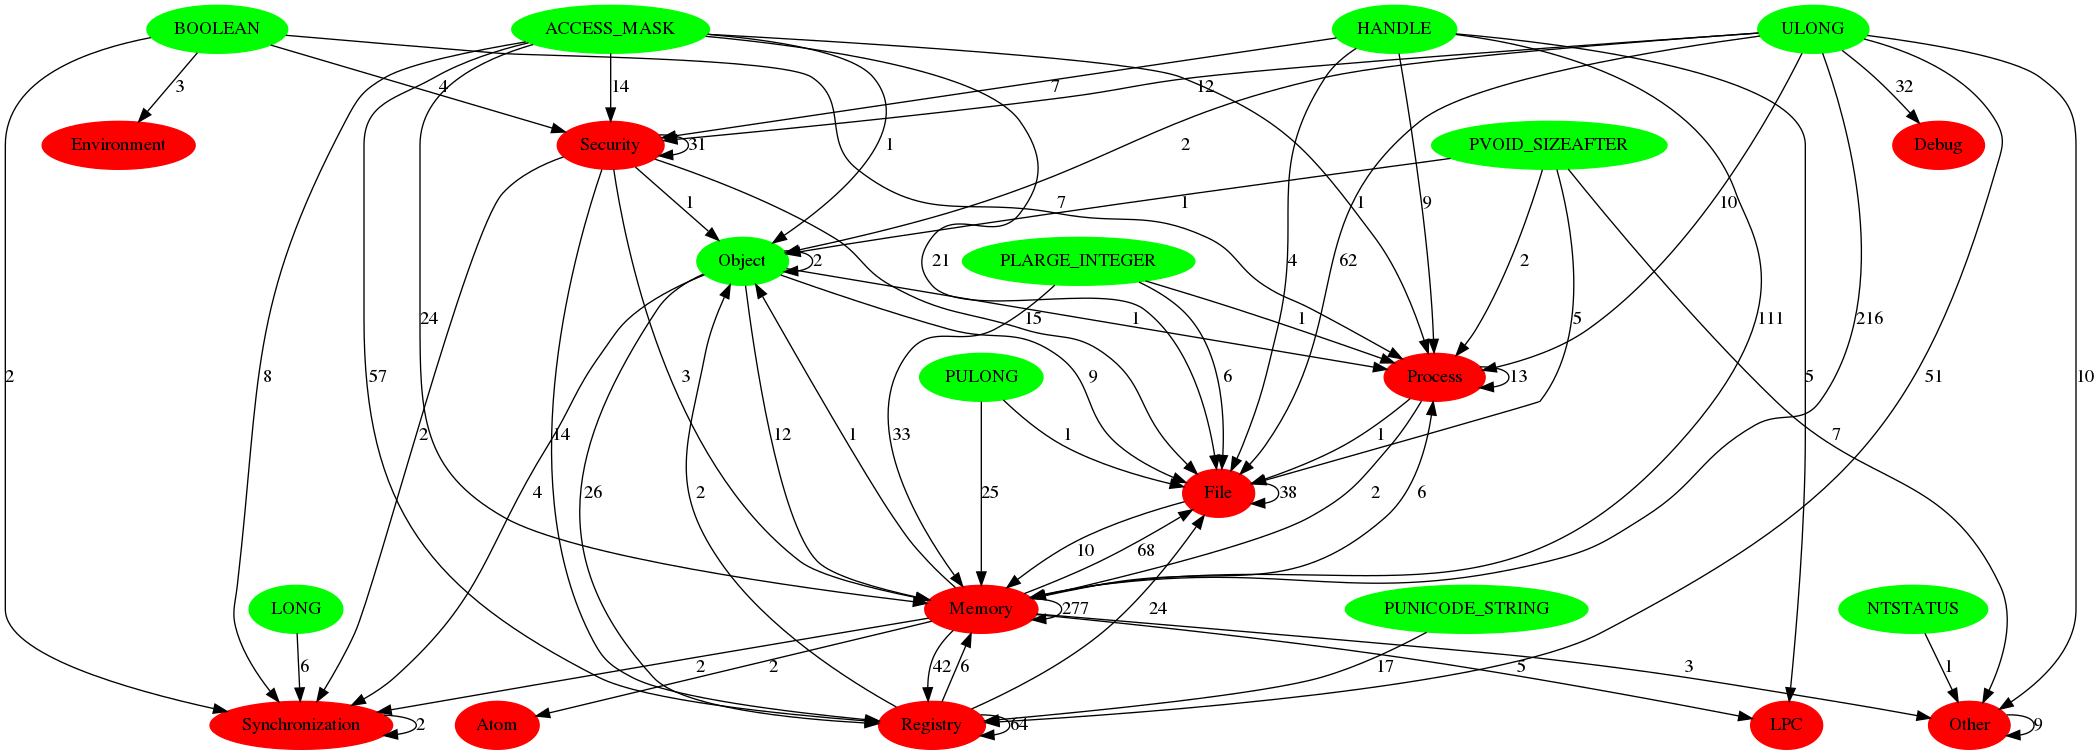 BOOLEAN ACCESS_MASK HANDLE ULONG
3 4 14 7 12 32
Environment Security 31 1 2 PVOID_SIZEAFTER Debug
1 7 1 1 9 10 2
Object 2 21 PLARGE_INTEGER 4 62
24 15 1 1 111 216
2 8 57 3 9 PULONG 6 5 Process 13 5 51 10
2 14 12 1 33 1 1 7
4 26 2 25 File 38 2 6
10 68
LONG Memory 277 24 PUNICODE_STRING NTSTATUS
6 2 2 42 6 17 5 3 1
Synchronization 2 Atom Registry 64 LPC Other 9